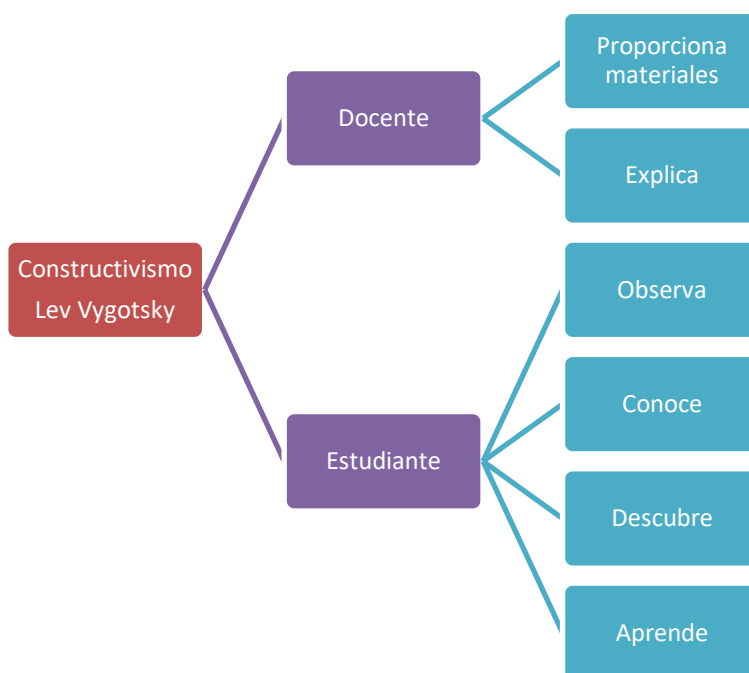 Constructivismo
Lev Vygotsky
Docente
Proporciona
materiales
Explica
Estudiante
Observa
Conoce
Descubre
Aprende